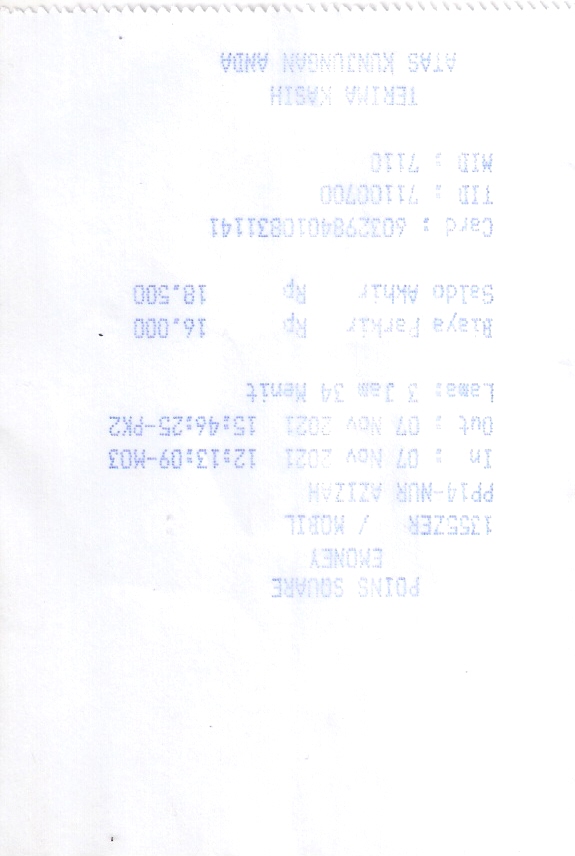 POINS SQUARE
EMONEY
1355ZER / MOBIL
PP14-NUR AZIZAH
In : 07 Nov 2021 12:13:09-M03
Out : 07 Nov 2021 15:46:25-PK2
Lama: 3 Jam 34 Menit
Biaya Parkir Rp 16.000
Saldo Akhir Rp 18.500
Card : 6032984010831141
TID : 71100700
MID : 7110
TERIMA KASIH
ATAS KUNJUNGAN ANDA